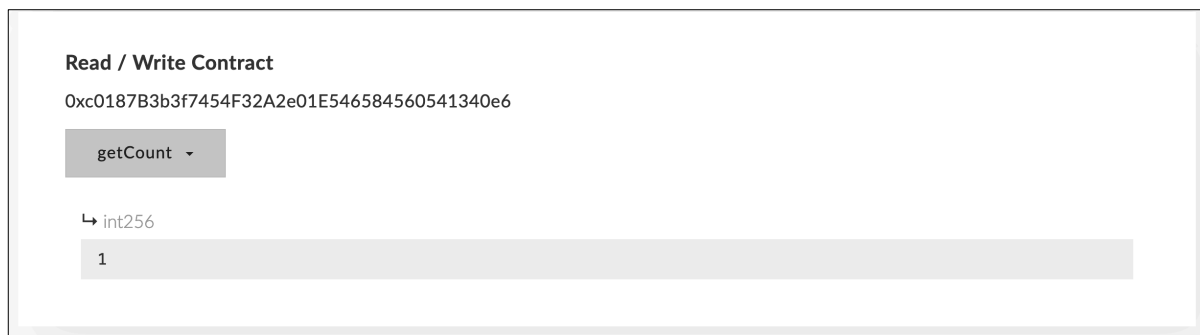 Read / Write Contract
0xc0187B3b3f7454F32A2e01E546584560541340e6
getCount
int256
1